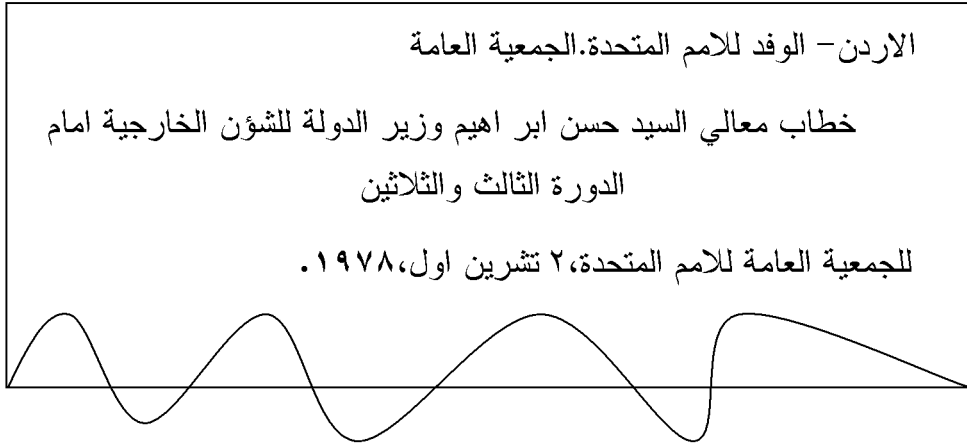 الاردن– الوفد للامم المتحدة.الجمعية العامة
خطاب معالي السيد حسن ابر اهيم وزير الدولة للشؤن الخارجية امام
الدورة الثالث والثلاثين
للجمعية العامة للامم المتحدة،٢ تشرين اول،١٩٧٨.